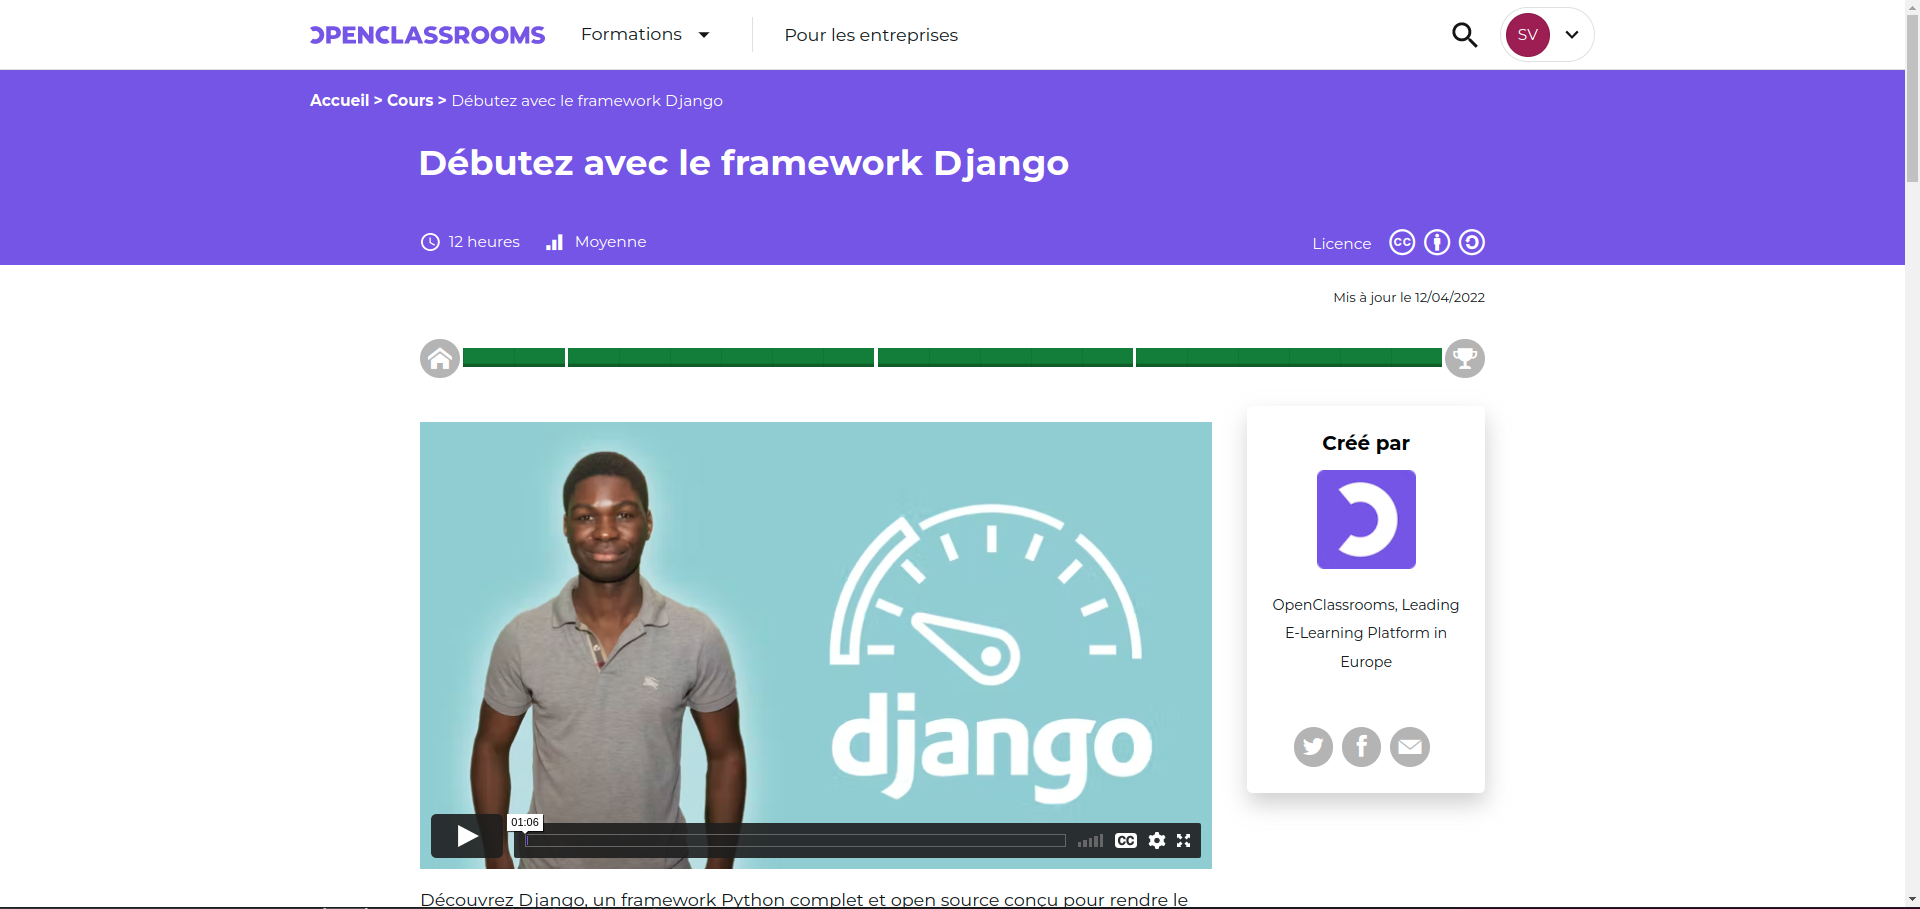 OPENCLASSROOMS Formations Pour les entreprises SV
Accueil > Cours > Débutez avec le framework Django
Débutez avec le framework Django
12 heures Moyenne Licence CC
Mis à jour le 12/04/2022
Créé par
OpenClassrooms, Leading
E-Learning Platform in
Europe
django
01:06
CC
Découvrez Django, un framework Python complet et open source conçu pour rendre le